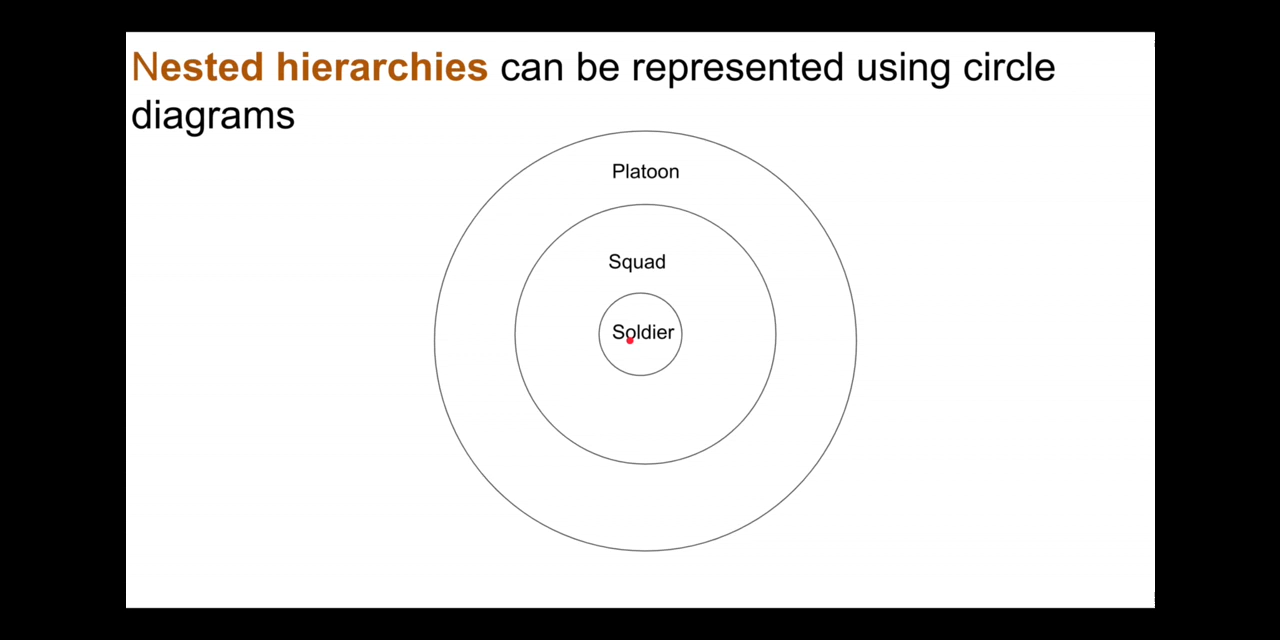 Nested hierarchies can be represented using circle
diagrams
Platoon
Squad
Soldier